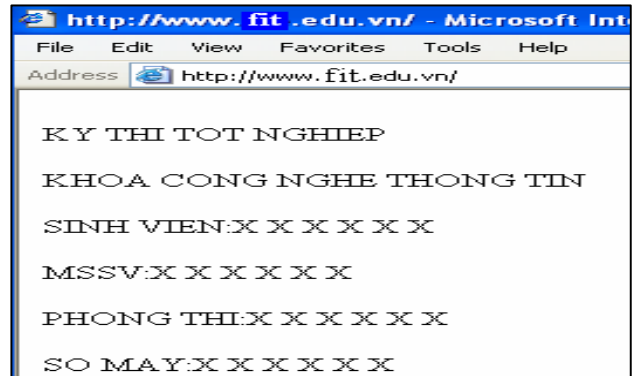 http://www.fit.edu.vn/ - Microsoft Int
File Edit View Favorites Tools Help
Address http://www.fit.edu.vn/
KY THI TOT NGHIEP
KHOA CONG NGHE THONG TIN
SINH VIEN:X X X X X X
MSSV:X X X X X X
PHONG THI:X X X X X X
SO MAY:X X X X X X